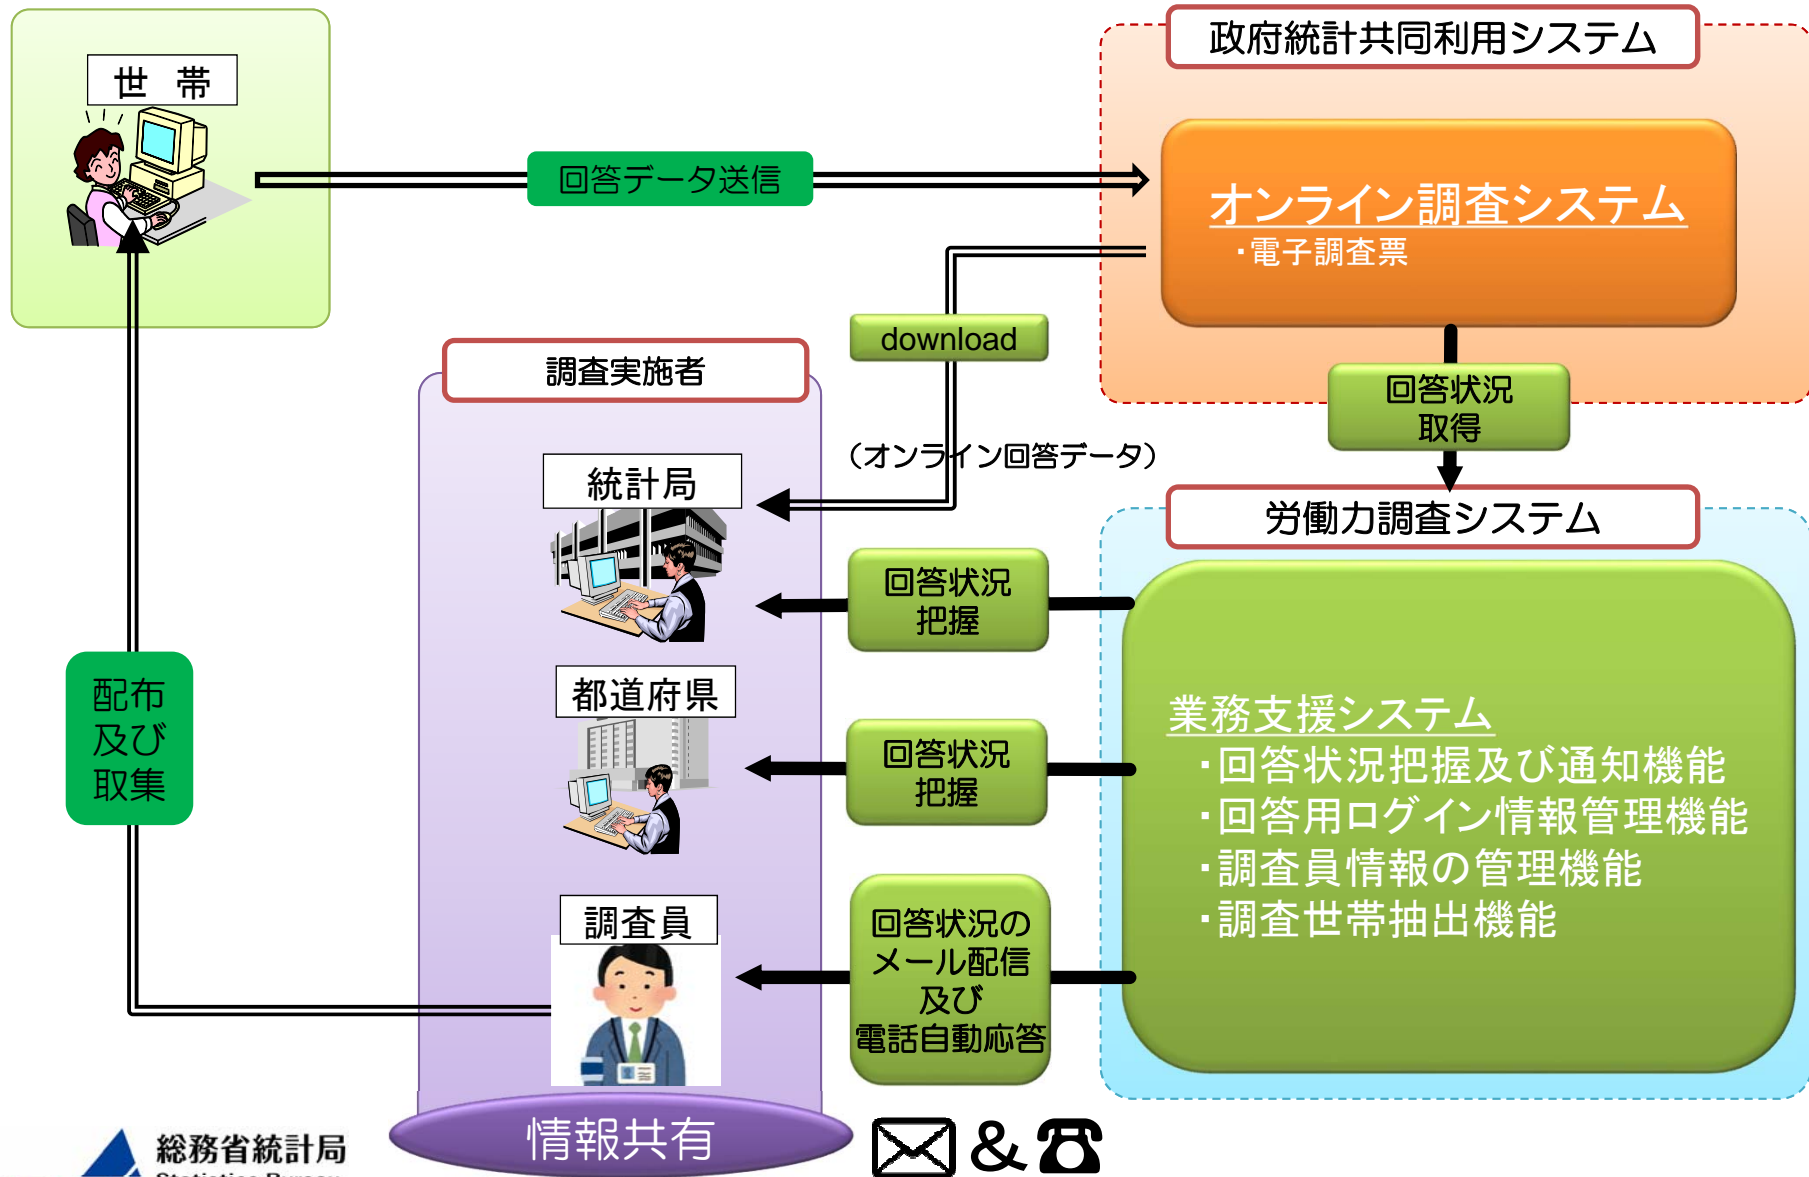 世 帯
政府統計共同利用システム
回答データ送信
オンライン調査システム
・電子調査票
download
調査実施者
回答状況
取得
（オンライン回答データ）
統計局
労働力調査システム
回答状況
把握
配布
及び
取集
都道府県
回答状況
把握
業務支援システム
・回答状況把握及び通知機能
・回答用ログイン情報管理機能
・調査員情報の管理機能
・調査世帯抽出機能
調査員
回答状況の
メール配信
及び
電話自動応答
情報共有
&
総務省統計局
Statistics Bureau